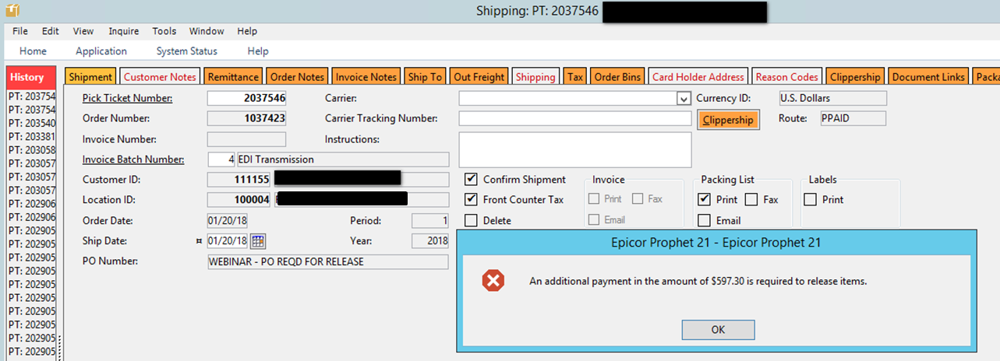 Shipping: PT: 2037546
File Edit View Inquire Tools Window Help
Home Application System Status Help
History Shipment Customer Notes Remittance Order Notes Invoice Notes Ship To Out Freight Shipping Tax Order Bins Card Holder Address Reason Codes Clippership Document Links Packa
PT: 203754 Pick Ticket Number: 2037546 Carrier: Currency ID: U.S. Dollars
PT: 203754
PT: 203540 Order Number: 1037423 Carrier Tracking Number: Clippership Route: PPAID
PT: 203381 Invoice Number: Instructions:
PT: 203058
PT: 203057 Invoice Batch Number: 4 EDI Transmission
PT: 203057 Customer ID: 111155 Confirm Shipment Invoice Packing List Labels
PT: 203057
PT: 202906 Location ID: 100004 Front Counter Tax Print Fax Print Fax Print
PT: 202906 Order Date: 01/20/18 Period: 1 Delete Email Email
PT: 202905
PT: 202905 Ship Date: 01/20/18 Year: 2018
PT: 202905 PO Number: WEBINAR - PO REQD FOR RELEASE
PT: 202905
PT: 202905
PT: 202905
PT: 202905
PT: 202905
PT: 202905
PT: 202905
Epicor Prophet 21 - Epicor Prophet 21
An additional payment in the amount of $597.30 is required to release items.
OK